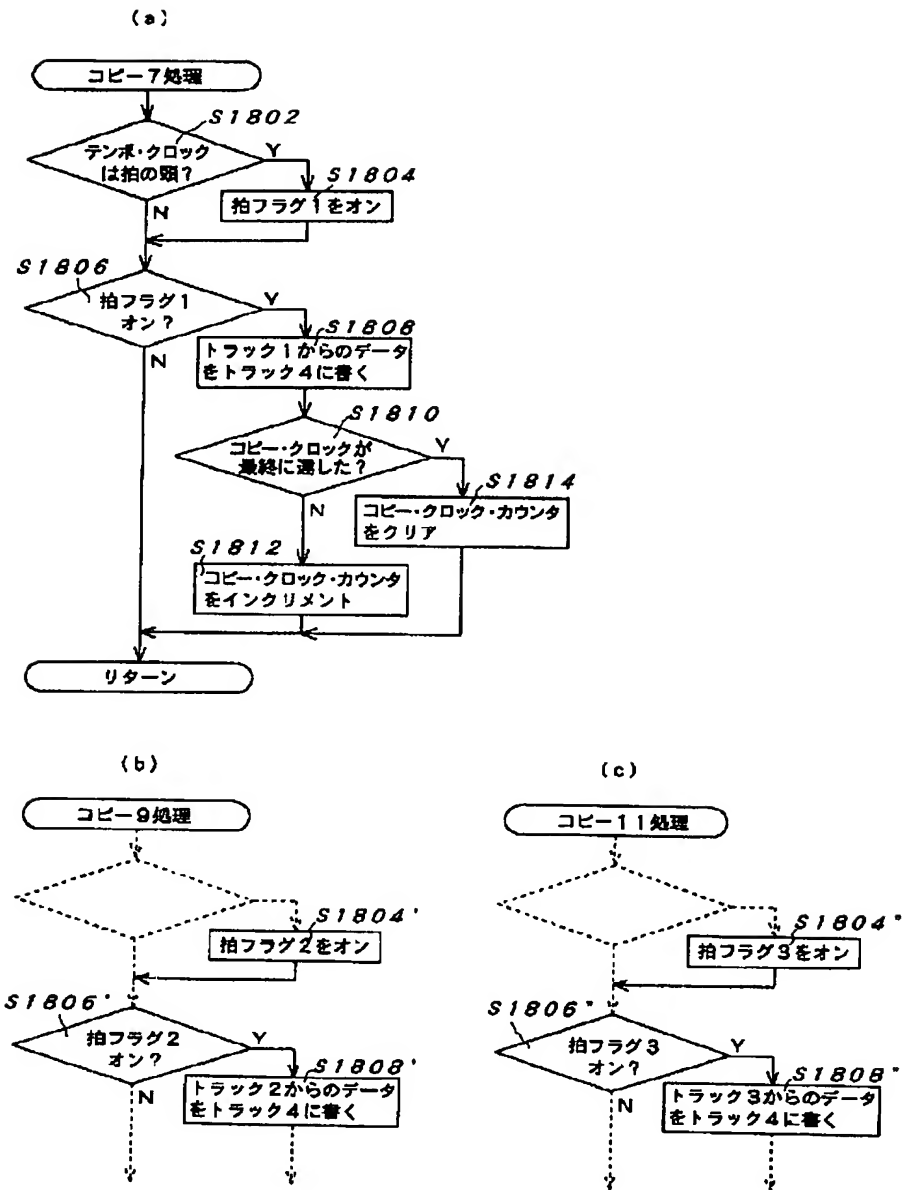 (a)
コピー7処理
S1802
テンポ・クロック
は拍の頭?
Y
S1804
拍フラグ1をオン
N
S1806
拍フラグ1
オン?
Y
S1808
トラック1からのデータ
をトラック4に書く
N
S1810
コピー・クロックが
最終に達した?
Y
S1814
コピー・クロック・カウンタ
をクリア
N
S1812
コピー・クロック・カウンタ
をインクリメント
リターン
(b)
コピー9処理
S1804'
拍フラグ2をオン
S1806'
拍フラグ2
オン?
Y
S1808'
トラック2からのデータ
をトラック4に書く
N
(c)
コピー11処理
S1804"
拍フラグ3をオン
S1806"
拍フラグ3
オン?
Y
S1808"
トラック3からのデータ
をトラック4に書く
N